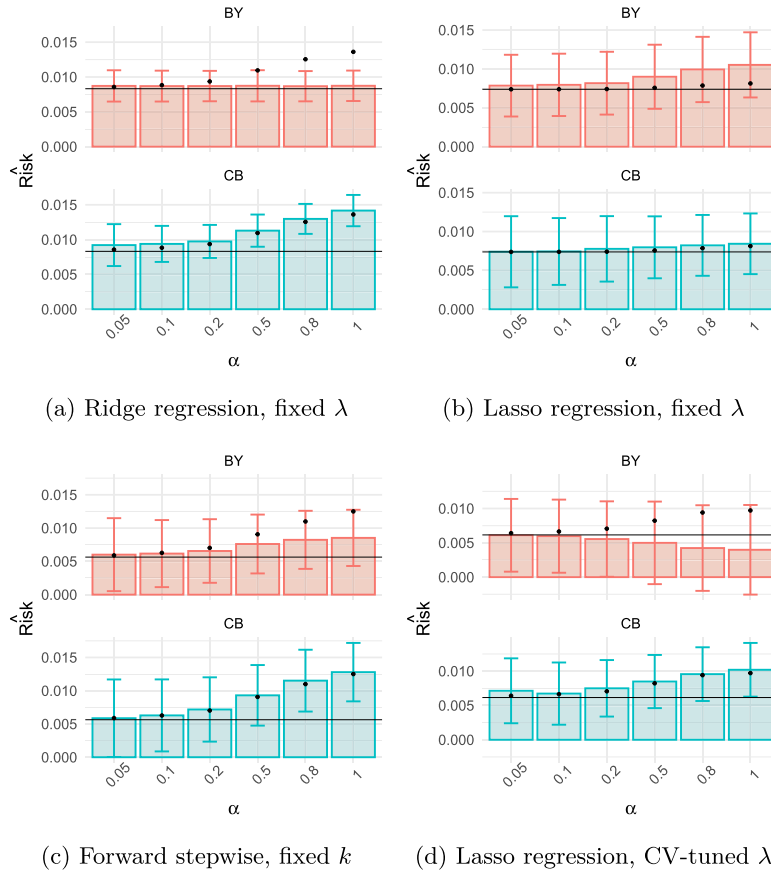 BY
0.015
0.010
0.005
0.000
CB
0.015
0.010
0.005
0.000
Risk^
0.05 0.1 0.2 0.5 0.8 1
α
(a) Ridge regression, fixed λ
BY
0.015
0.010
0.005
0.000
CB
0.015
0.010
0.005
0.000
Risk^
0.05 0.1 0.2 0.5 0.8 1
α
(b) Lasso regression, fixed λ
BY
0.015
0.010
0.005
0.000
CB
0.015
0.010
0.005
0.000
Risk^
0.05 0.1 0.2 0.5 0.8 1
α
(c) Forward stepwise, fixed k
BY
0.010
0.005
0.000
CB
0.010
0.005
0.000
Risk^
0.05 0.1 0.2 0.5 0.8 1
α
(d) Lasso regression, CV-tuned λ